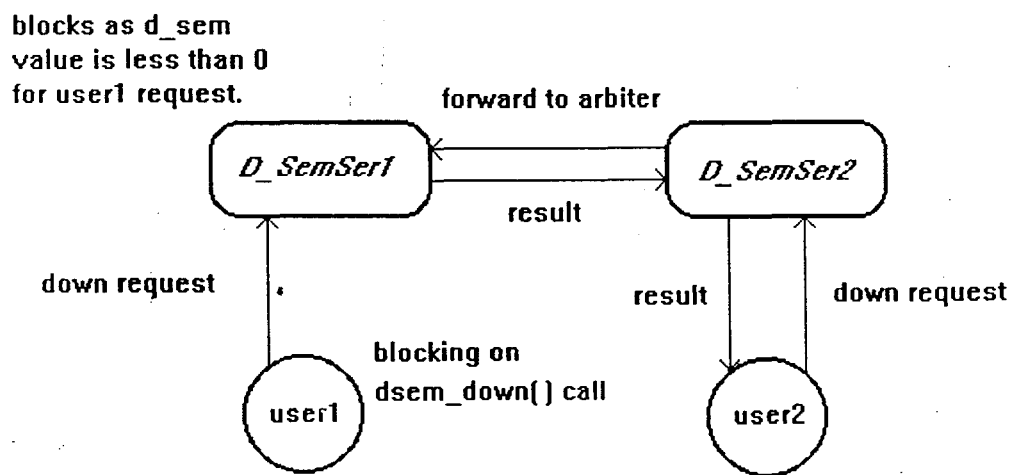 blocks as d_sem
value is less than 0
for user1 request.
forward to arbiter
D_SemSer1
D_SemSer2
result
down request
result
down request
blocking on
dsem_down() call
user1
user2